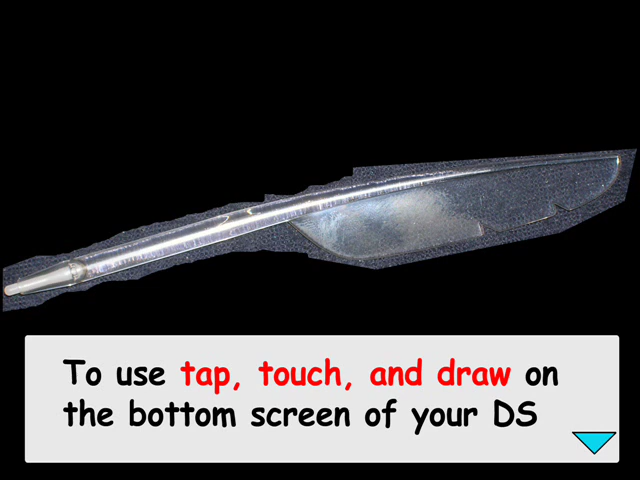 To use tap, touch, and draw on
the bottom screen of your DS